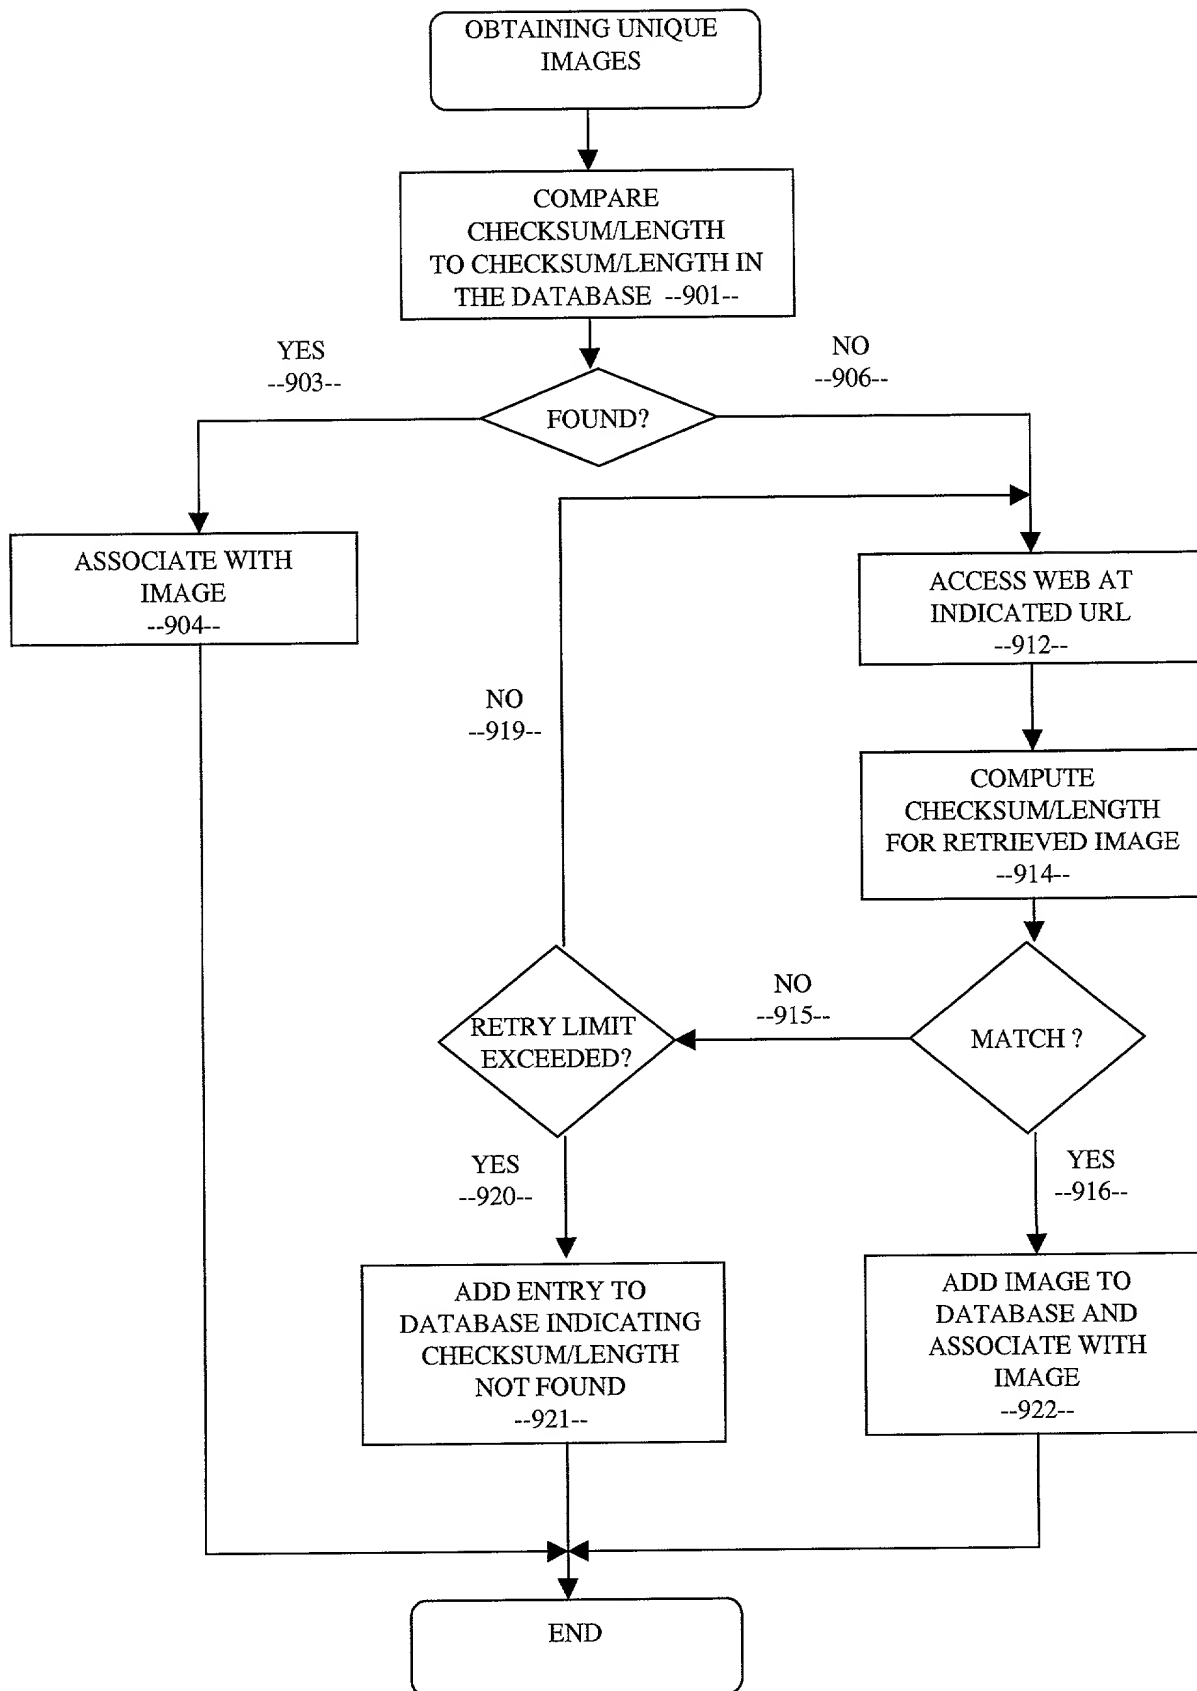 OBTAINING UNIQUE
IMAGES
COMPARE
CHECKSUM/LENGTH
TO CHECKSUM/LENGTH IN
THE DATABASE --901--
YES
--903--
NO
--906--
FOUND?
ASSOCIATE WITH
IMAGE
--904--
ACCESS WEB AT
INDICATED URL
--912--
NO
--919--
COMPUTE
CHECKSUM/LENGTH
FOR RETRIEVED IMAGE
--914--
RETRY LIMIT
EXCEEDED?
NO
--915--
MATCH ?
YES
--920--
YES
--916--
ADD ENTRY TO
DATABASE INDICATING
CHECKSUM/LENGTH
NOT FOUND
--921--
ADD IMAGE TO
DATABASE AND
ASSOCIATE WITH
IMAGE
--922--
END